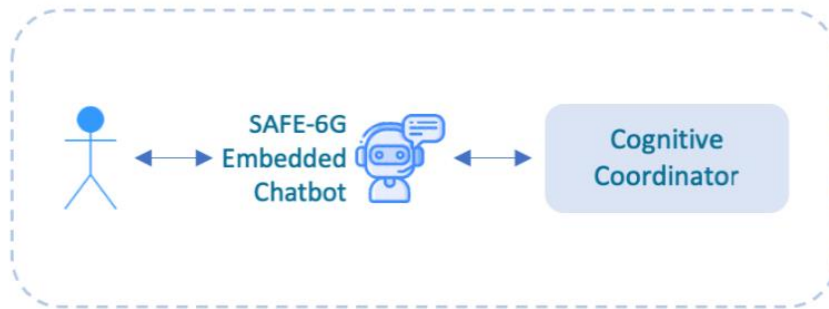 SAFE-6G
Embedded
Chatbot
Cognitive
Coordinator